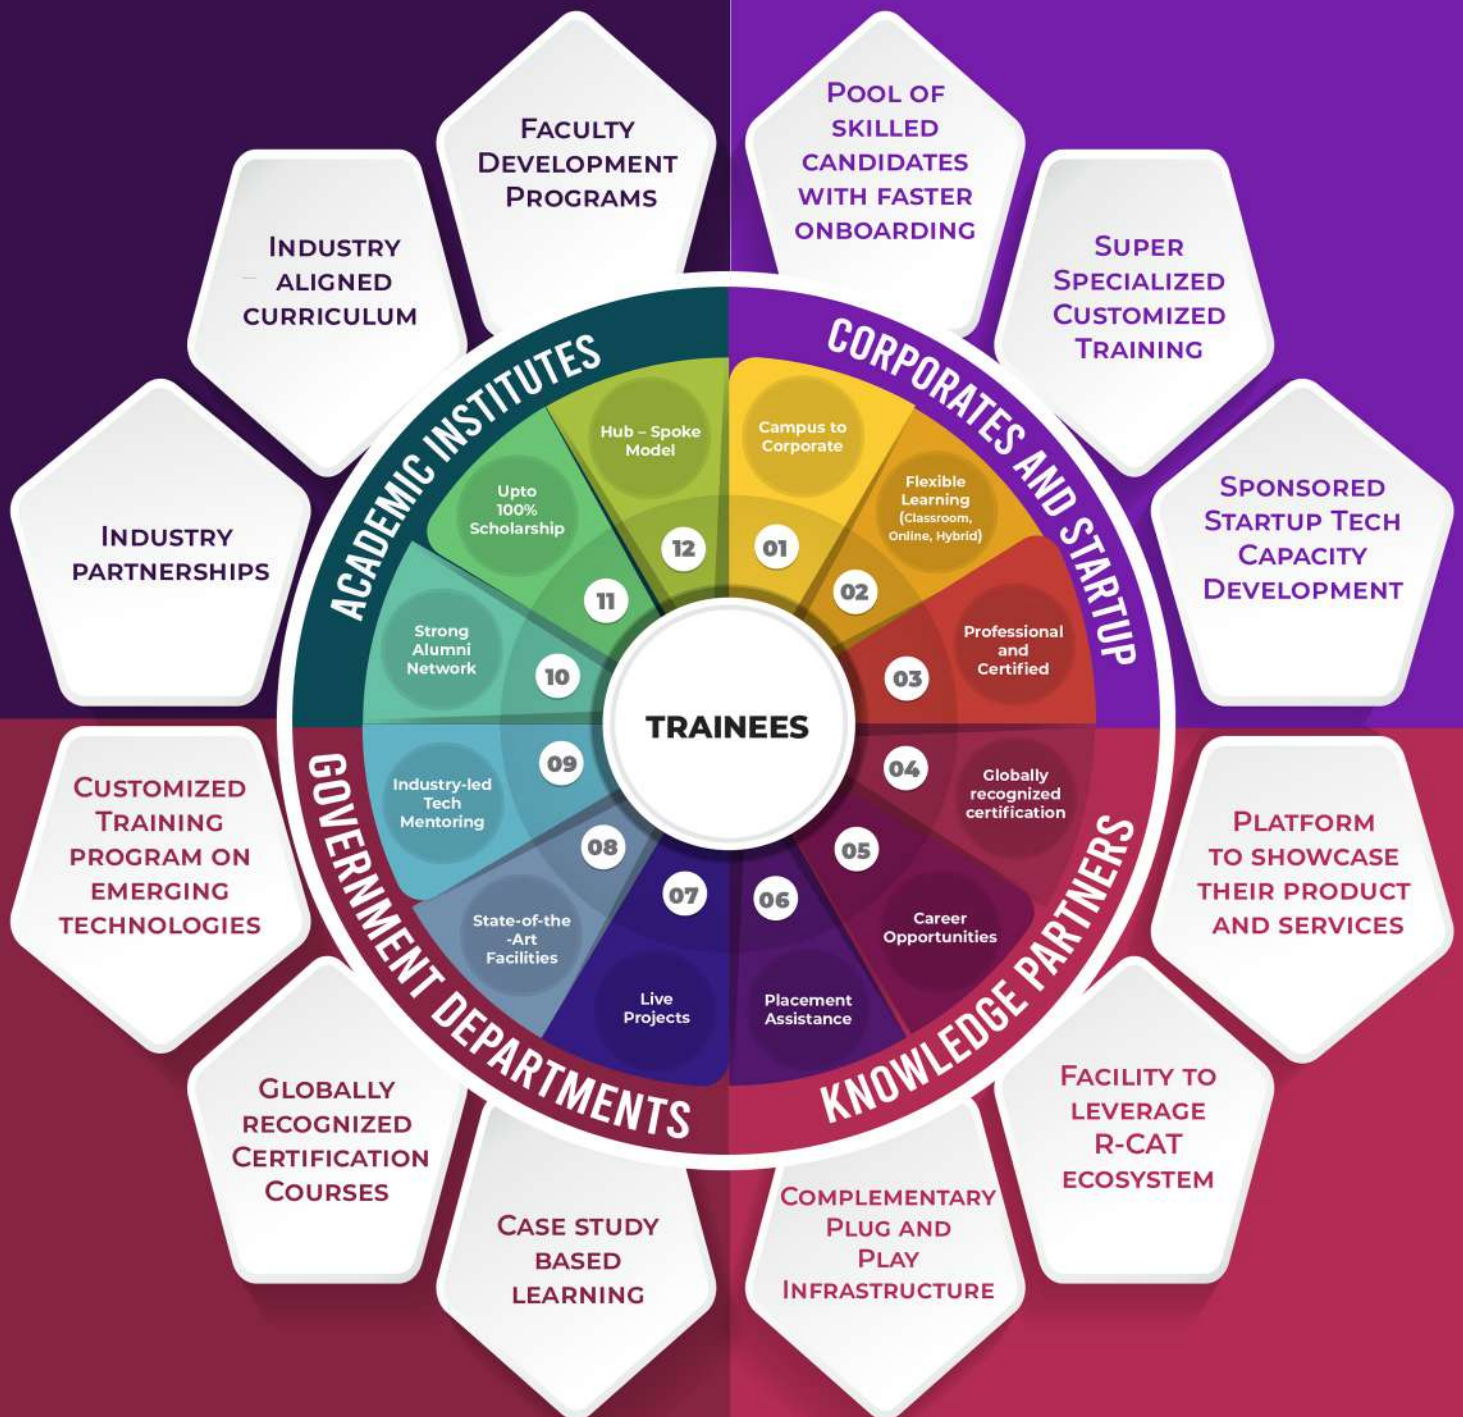 FACULTY
DEVELOPMENT
PROGRAMS
INDUSTRY
ALIGNED
CURRICULUM
INDUSTRY
PARTNERSHIPS
POOL OF
SKILLED
CANDIDATES
WITH FASTER
ONBOARDING
SUPER
SPECIALIZED
CUSTOMIZED
TRAINING
SPONSORED
STARTUP TECH
CAPACITY
DEVELOPMENT
ACADEMIC INSTITUTES
CORPORATES AND STARTUP
Campus to
Corporate
01
Flexible
Learning
(Classroom,
Online, Hybrid)
02
Professional
and
Certified
03
Globally
recognized
certification
04
Career
Opportunities
05
Placement
Assistance
06
Live
Projects
07
State-of-the
-Art
Facilities
08
Industry-led
Tech
Mentoring
09
Strong
Alumni
Network
10
Upto
100%
Scholarship
11
Hub – Spoke
Model
12
TRAINEES
GOVERNMENT DEPARTMENTS
KNOWLEDGE PARTNERS
CUSTOMIZED
TRAINING
PROGRAM ON
EMERGING
TECHNOLOGIES
GLOBALLY
RECOGNIZED
CERTIFICATION
COURSES
CASE STUDY
BASED
LEARNING
PLATFORM
TO SHOWCASE
THEIR PRODUCT
AND SERVICES
FACILITY TO
LEVERAGE
R-CAT
ECOSYSTEM
COMPLEMENTARY
PLUG AND
PLAY
INFRASTRUCTURE